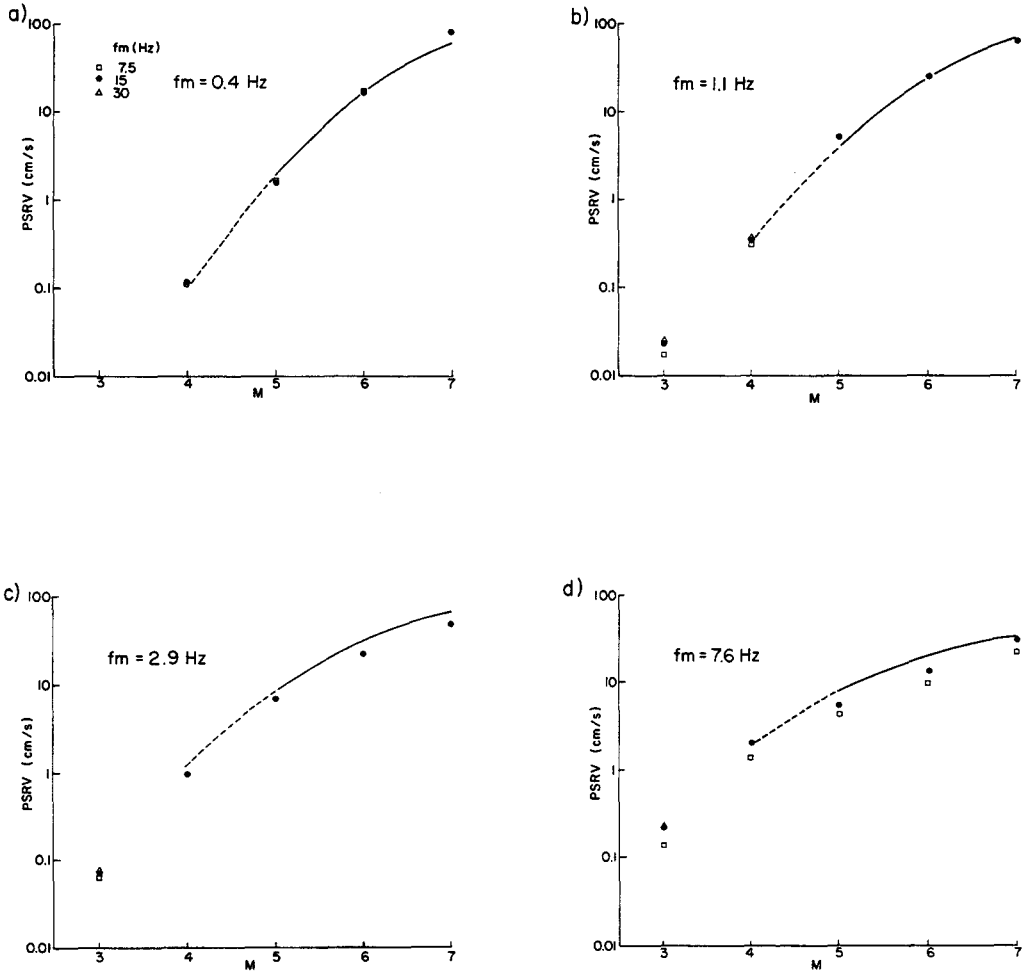 a)
100
10
1
0.1
0.01
PSRV (cm/s)
fm (Hz)
7.5
15
30
fm = 0.4 Hz
3 4 5 6 7
M
b)
100
10
1
0.1
0.01
PSRV (cm/s)
fm = 1.1 Hz
3 4 5 6 7
M
c)
100
10
1
0.1
0.01
PSRV (cm/s)
fm = 2.9 Hz
3 4 5 6 7
M
d)
100
10
1
0.1
0.01
PSRV (cm/s)
fm = 7.6 Hz
3 4 5 6 7
M